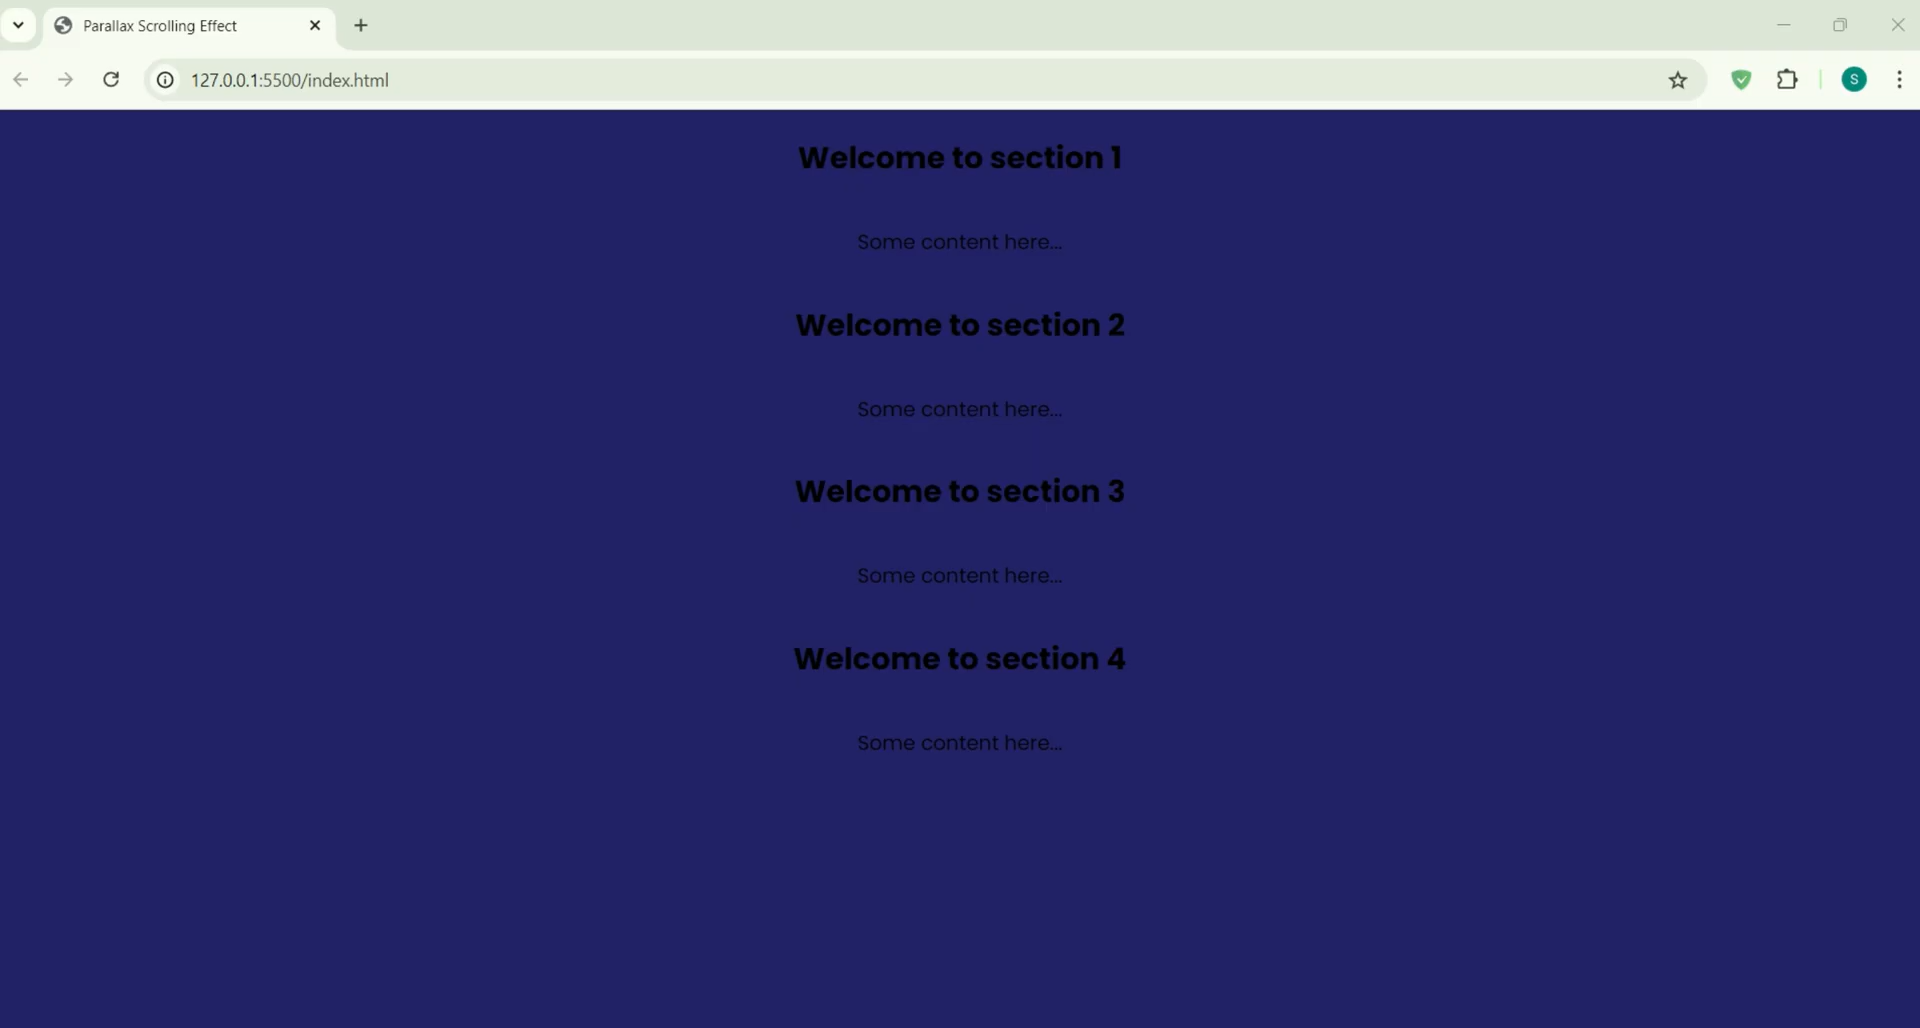 Parallax Scrolling Effect
127.0.0.1:5500/index.html
S
Welcome to section 1
Some content here...
Welcome to section 2
Some content here...
Welcome to section 3
Some content here...
Welcome to section 4
Some content here...